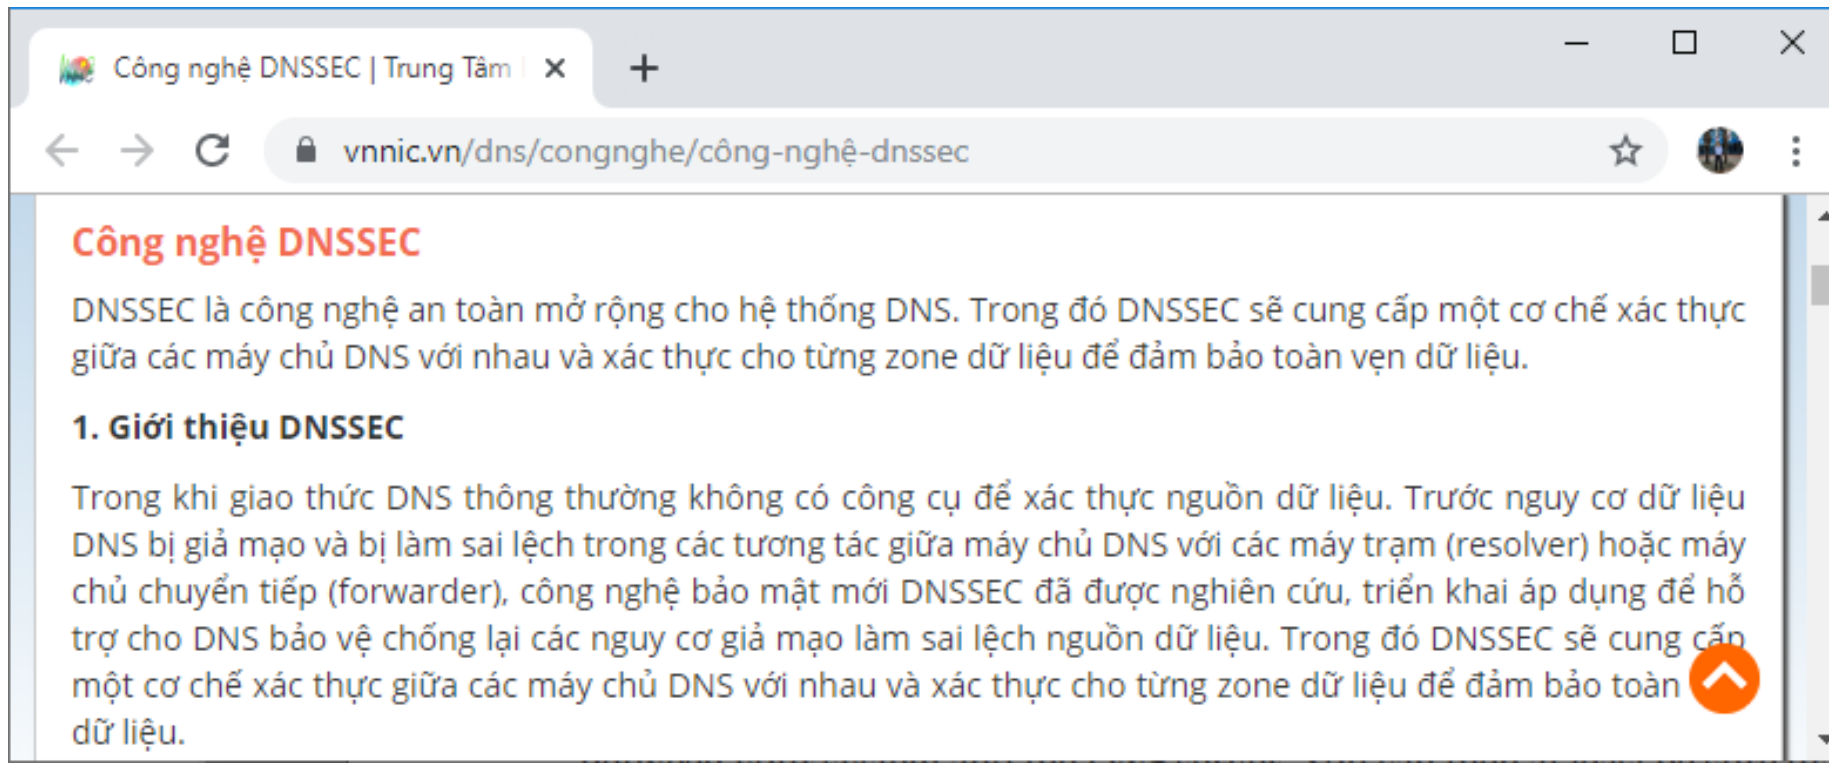 Công nghệ DNSSEC | Trung Tâm
vnnic.vn/dns/congnghe/công-nghệ-dnssec
Công nghệ DNSSEC
DNSSEC là công nghệ an toàn mở rộng cho hệ thống DNS. Trong đó DNSSEC sẽ cung cấp một cơ chế xác thực
giữa các máy chủ DNS với nhau và xác thực cho từng zone dữ liệu để đảm bảo toàn vẹn dữ liệu.
1. Giới thiệu DNSSEC
Trong khi giao thức DNS thông thường không có công cụ để xác thực nguồn dữ liệu. Trước nguy cơ dữ liệu
DNS bị giả mạo và bị làm sai lệch trong các tương tác giữa máy chủ DNS với các máy trạm (resolver) hoặc máy
chủ chuyển tiếp (forwarder), công nghệ bảo mật mới DNSSEC đã được nghiên cứu, triển khai áp dụng để hỗ
trợ cho DNS bảo vệ chống lại các nguy cơ giả mạo làm sai lệch nguồn dữ liệu. Trong đó DNSSEC sẽ cung cấp
một cơ chế xác thực giữa các máy chủ DNS với nhau và xác thực cho từng zone dữ liệu để đảm bảo toàn
dữ liệu.